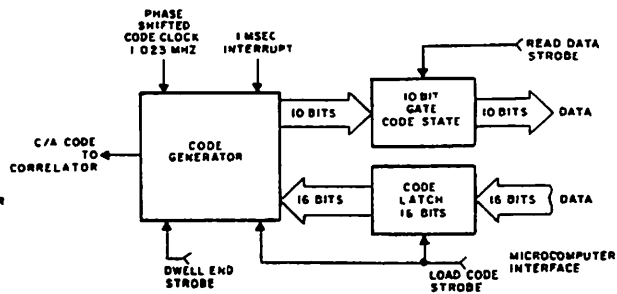 PHASE
SHIFTED
CODE CLOCK
1 023 MHZ
1 MSEC
INTERRUPT
READ DATA
STROBE
C/A CODE
TO
CORRELATOR
CODE
GENERATOR
10 BITS
10 BIT
GATE
CODE STATE
10 BITS
DATA
16 BITS
CODE
LATCH
16 BITS
16 BITS
DATA
DWELL END
STROBE
LOAD CODE
STROBE
MICROCOMPUTER
INTERFACE